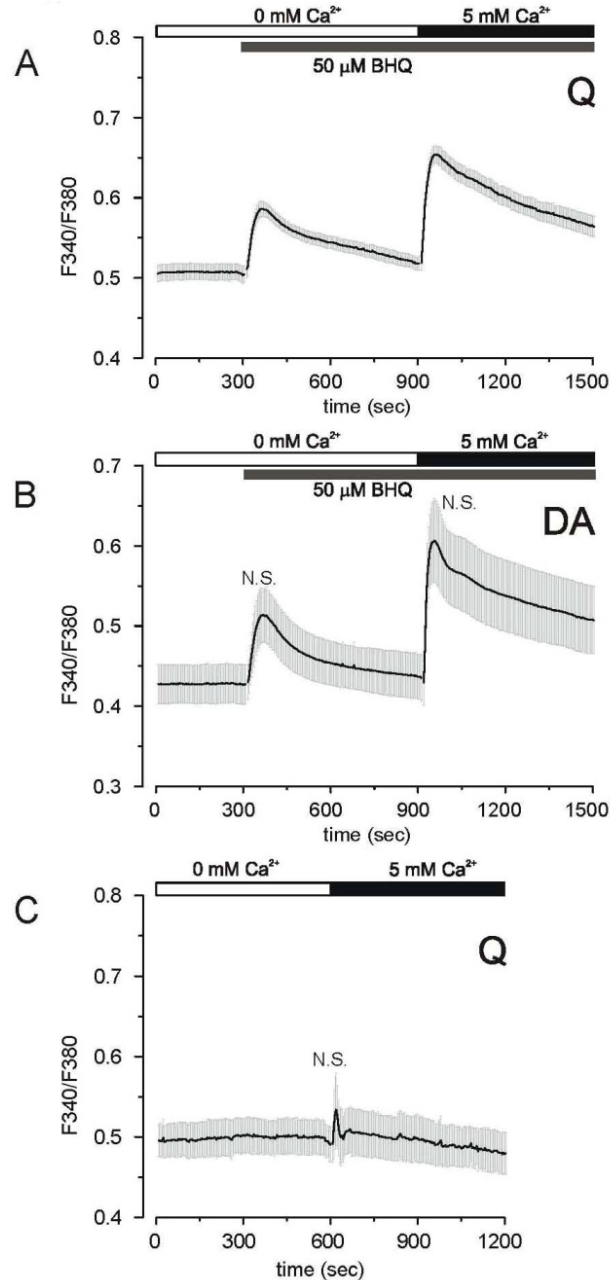 A
0 mM Ca²⁺ 5 mM Ca²⁺
50 µM BHQ
Q
F340/F380
0.8
0.7
0.6
0.5
0.4
0 300 600 900 1200 1500
time (sec)
B
0 mM Ca²⁺ 5 mM Ca²⁺
50 µM BHQ
DA
N.S.
N.S.
F340/F380
0.7
0.6
0.5
0.4
0.3
0 300 600 900 1200 1500
time (sec)
C
0 mM Ca²⁺ 5 mM Ca²⁺
Q
N.S.
F340/F380
0.8
0.7
0.6
0.5
0.4
0 300 600 900 1200
time (sec)